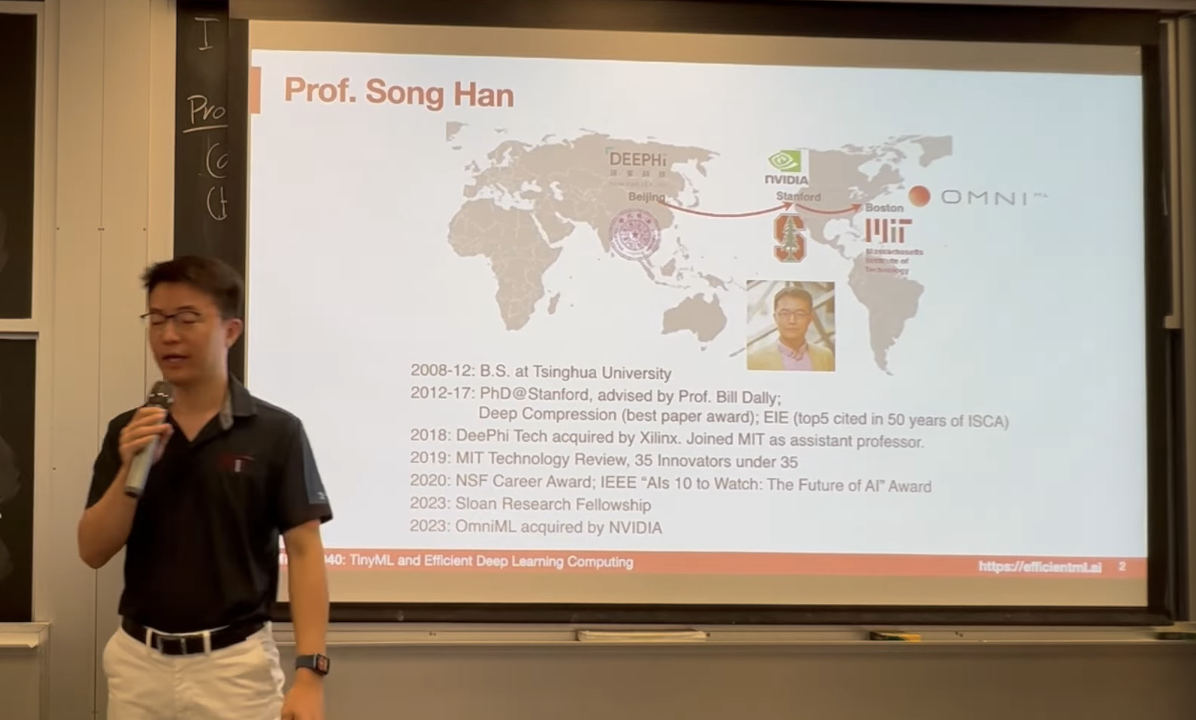 I
Pro
Prof. Song Han
DEEPHi
Beijing
NVIDIA
Stanford
S
Boston
OMNI
MIT
Massachusetts
Institute of
Technology
2008-12: B.S. at Tsinghua University
2012-17: PhD@Stanford, advised by Prof. Bill Dally;
Deep Compression (best paper award); EIE (top5 cited in 50 years of ISCA)
2018: DeePhi Tech acquired by Xilinx. Joined MIT as assistant professor.
2019: MIT Technology Review, 35 Innovators under 35
2020: NSF Career Award; IEEE “AIs 10 to Watch: The Future of AI” Award
2023: Sloan Research Fellowship
2023: OmniML acquired by NVIDIA
940: TinyML and Efficient Deep Learning Computing
https://efficientml.ai
2